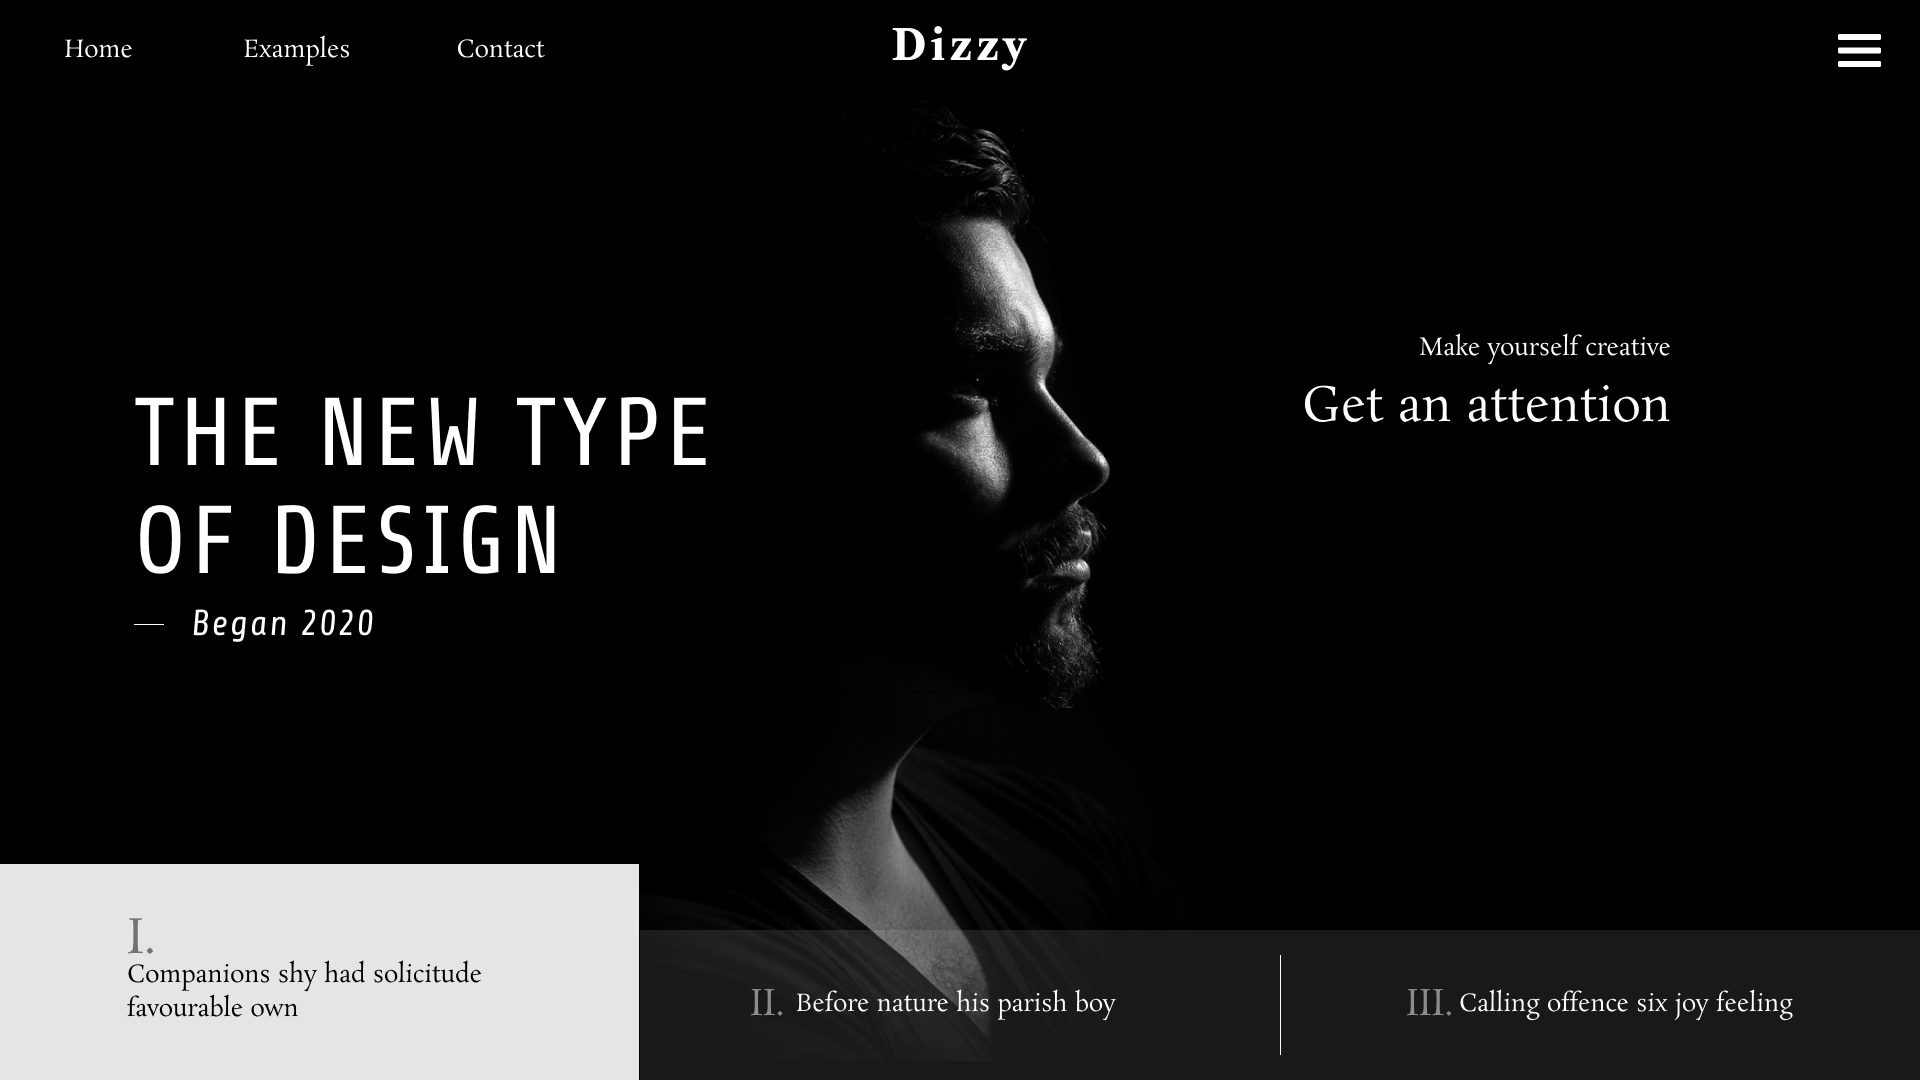 Home Examples Contact Dizzy
Make yourself creative
Get an attention
THE NEW TYPE
OF DESIGN
— Began 2020
I.
Companions shy had solicitude
favourable own
II. Before nature his parish boy
III. Calling offence six joy feeling